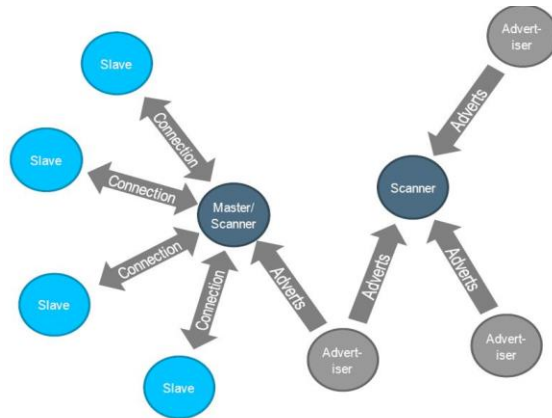 Advert-
iser
Slave
Adverts
Connection
Slave
Connection
Scanner
Master/
Scanner
Connection
Adverts
Adverts
Adverts
Connection
Slave
Advert-
iser
Advert-
iser
Slave